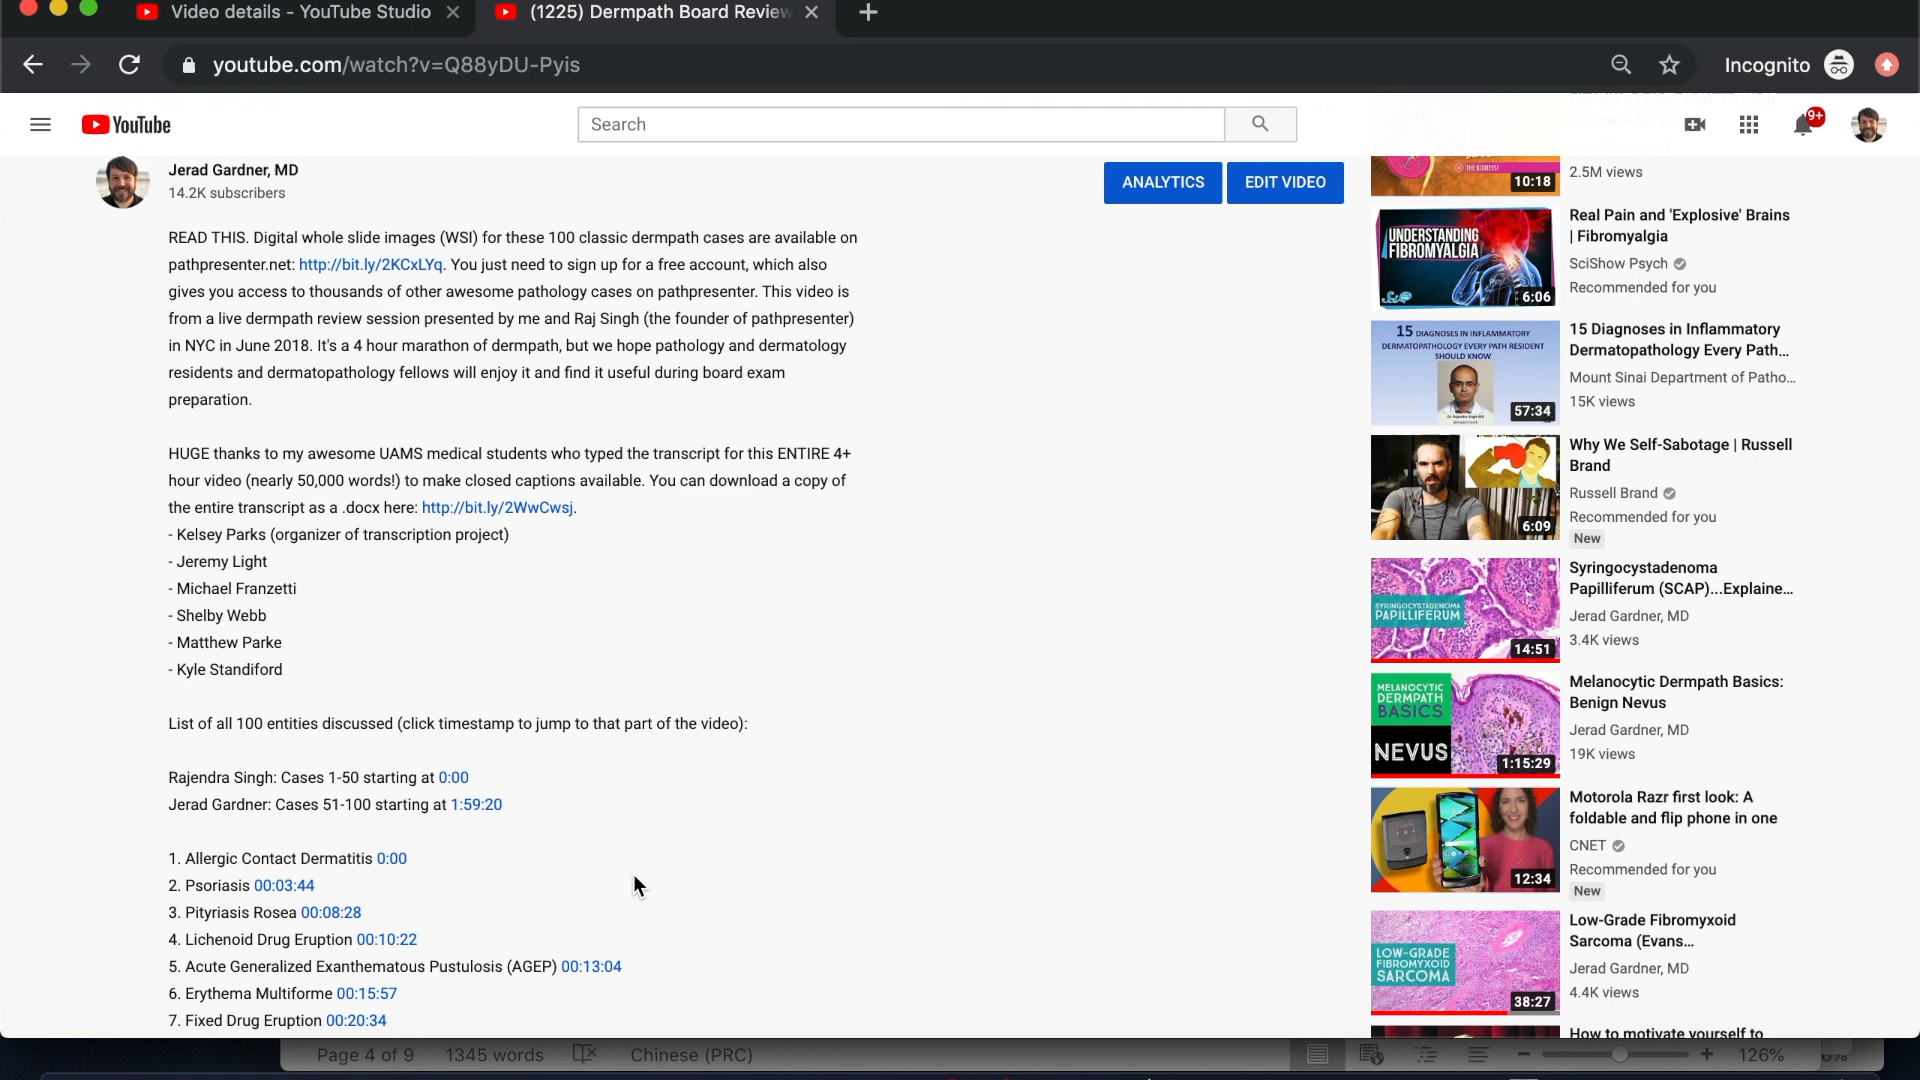 Video details - YouTube Studio
(1225) Dermpath Board Review
youtube.com/watch?v=Q88yDU-Pyis
Incognito
YouTube
Search
9+
Jerad Gardner, MD
14.2K subscribers
ANALYTICS
EDIT VIDEO
READ THIS. Digital whole slide images (WSI) for these 100 classic dermpath cases are available on
pathpresenter.net: http://bit.ly/2KCxLYq. You just need to sign up for a free account, which also
gives you access to thousands of other awesome pathology cases on pathpresenter. This video is
from a live dermpath review session presented by me and Raj Singh (the founder of pathpresenter)
in NYC in June 2018. It's a 4 hour marathon of dermpath, but we hope pathology and dermatology
residents and dermatopathology fellows will enjoy it and find it useful during board exam
preparation.
HUGE thanks to my awesome UAMS medical students who typed the transcript for this ENTIRE 4+
hour video (nearly 50,000 words!) to make closed captions available. You can download a copy of
the entire transcript as a .docx here: http://bit.ly/2WwCwsj.
- Kelsey Parks (organizer of transcription project)
- Jeremy Light
- Michael Franzetti
- Shelby Webb
- Matthew Parke
- Kyle Standiford
List of all 100 entities discussed (click timestamp to jump to that part of the video):
Rajendra Singh: Cases 1-50 starting at 0:00
Jerad Gardner: Cases 51-100 starting at 1:59:20
1. Allergic Contact Dermatitis 0:00
2. Psoriasis 00:03:44
3. Pityriasis Rosea 00:08:28
4. Lichenoid Drug Eruption 00:10:22
5. Acute Generalized Exanthematous Pustulosis (AGEP) 00:13:04
6. Erythema Multiforme 00:15:57
7. Fixed Drug Eruption 00:20:34
THE KIDNEYS!
10:18
2.5M views
UNDERSTANDING
FIBROMYALGIA
Sci
6:06
Real Pain and 'Explosive' Brains
| Fibromyalgia
SciShow Psych
Recommended for you
15 DIAGNOSES IN INFLAMMATORY
DERMATOPATHOLOGY EVERY PATH RESIDENT
SHOULD KNOW
57:34
15 Diagnoses in Inflammatory
Dermatopathology Every Path...
Mount Sinai Department of Patho...
15K views
6:09
Why We Self-Sabotage | Russell
Brand
Russell Brand
Recommended for you
New
SYRINGOCYSTADENOMA
PAPILLIFERUM
14:51
Syringocystadenoma
Papilliferum (SCAP)...Explaine...
Jerad Gardner, MD
3.4K views
MELANOCYTIC
DERMPATH
BASICS
NEVUS
1:15:29
Melanocytic Dermpath Basics:
Benign Nevus
Jerad Gardner, MD
19K views
12:34
Motorola Razr first look: A
foldable and flip phone in one
CNET
Recommended for you
New
LOW-GRADE
FIBROMYXOID
SARCOMA
38:27
Low-Grade Fibromyxoid
Sarcoma (Evans...
Jerad Gardner, MD
4.4K views
How to motivate yourself to
Page 4 of 9
1345 words
Chinese (PRC)
126%